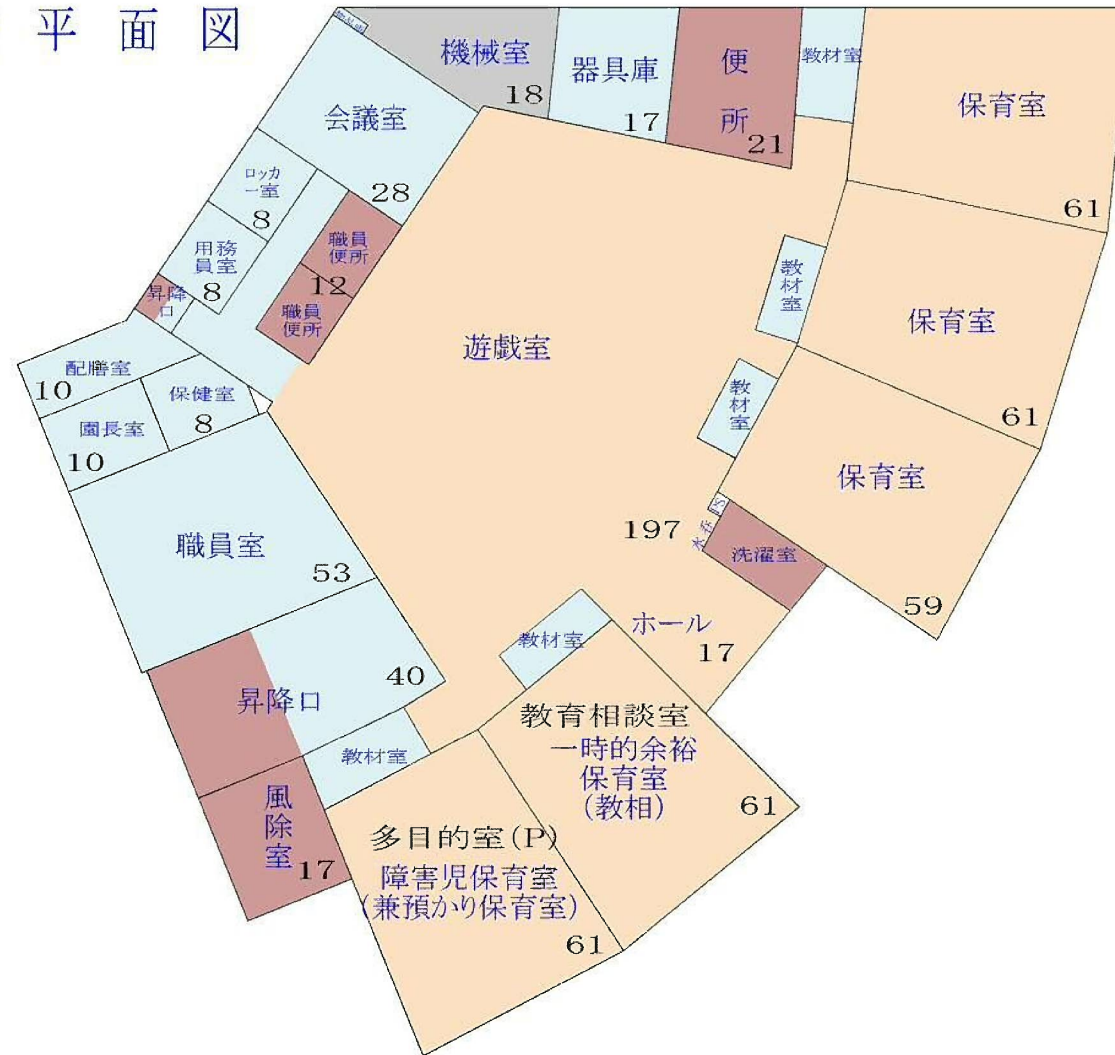 平面図
機械室
18
器具庫
17
便
所
21
教材室
保育室
61
会議室
28
ロッカ
ー室
8
用務
員室
8
職員
便所
12
職員
便所
昇降
口
配膳室
10
保健室
8
園長室
10
遊戯室
197
教
材
室
保育室
61
教
材
室
保育室
59
PS
水呑
洗濯室
職員室
53
ホール
17
教材室
昇降口
40
教材室
風
除
室
17
教育相談室
一時的余裕
保育室
(教相)
61
多目的室(P)
障害児保育室
(兼預かり保育室)
61